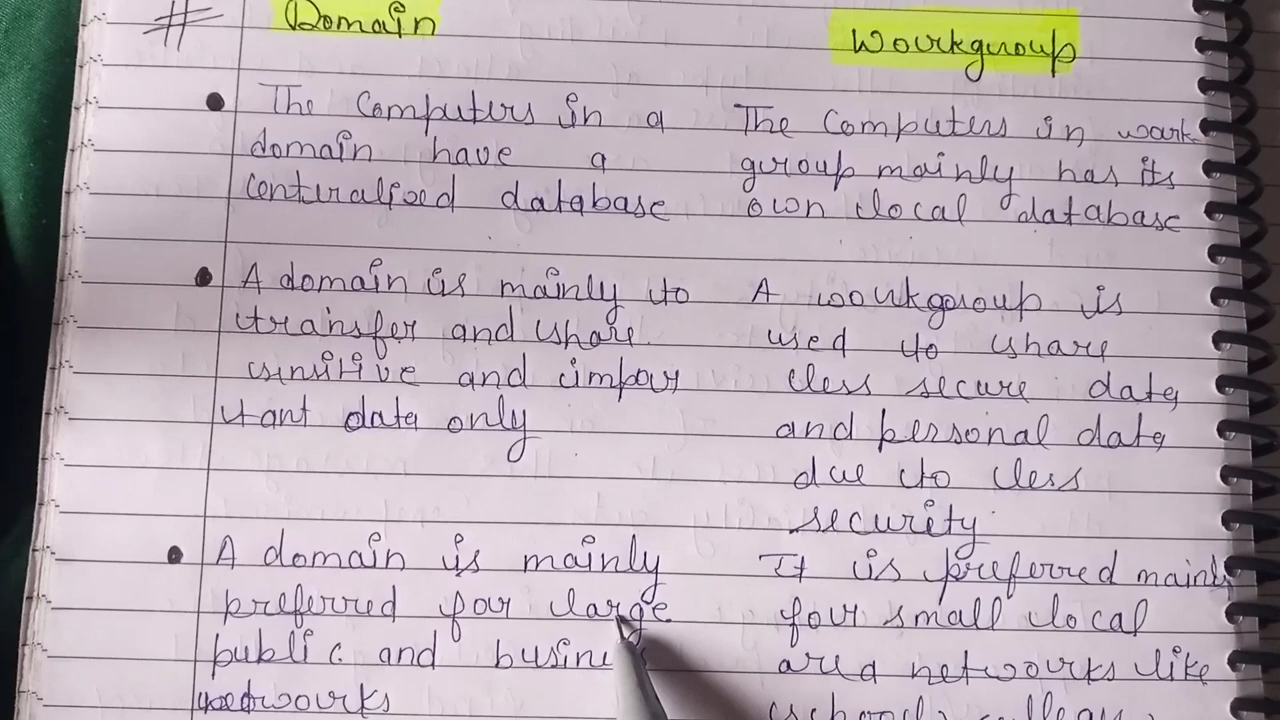 # Domain
The Computers in a
domain have a
centralised database
A domain is mainly to
transfer and share
sensitive and impor
tant data only
A domain is mainly
preferred for large
public and busine
networks
Workgroup
The Computers in work
group mainly has its
own local database
A workgroup is
used to share
less secure data
and personal data
due to less
security.
It is preferred mainly
for small local
area networks like